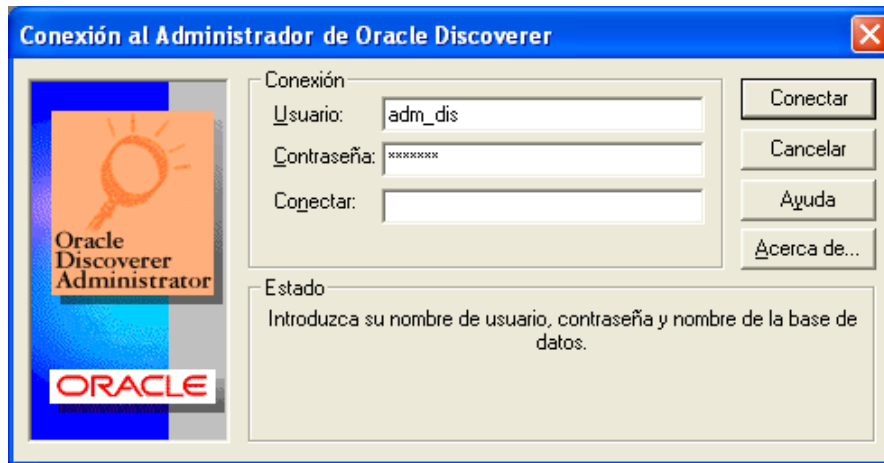 Conexión al Administrador de Oracle Discoverer
Oracle
Discoverer
Administrator
ORACLE
Conexión
Usuario: adm_dis
Contraseña: *******
Conectar:
Conectar
Cancelar
Ayuda
Acerca de...
Estado
Introduzca su nombre de usuario, contraseña y nombre de la base de
datos.